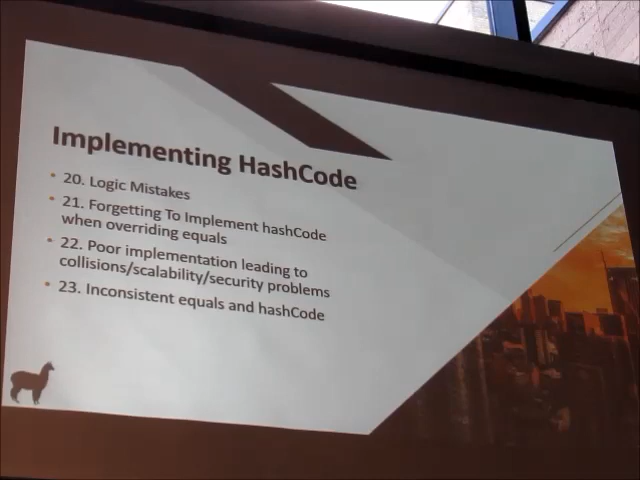 Implementing HashCode
• 20. Logic Mistakes
• 21. Forgetting To Implement hashCode
when overriding equals
• 22. Poor implementation leading to
collisions/scalability/security problems
• 23. Inconsistent equals and hashCode